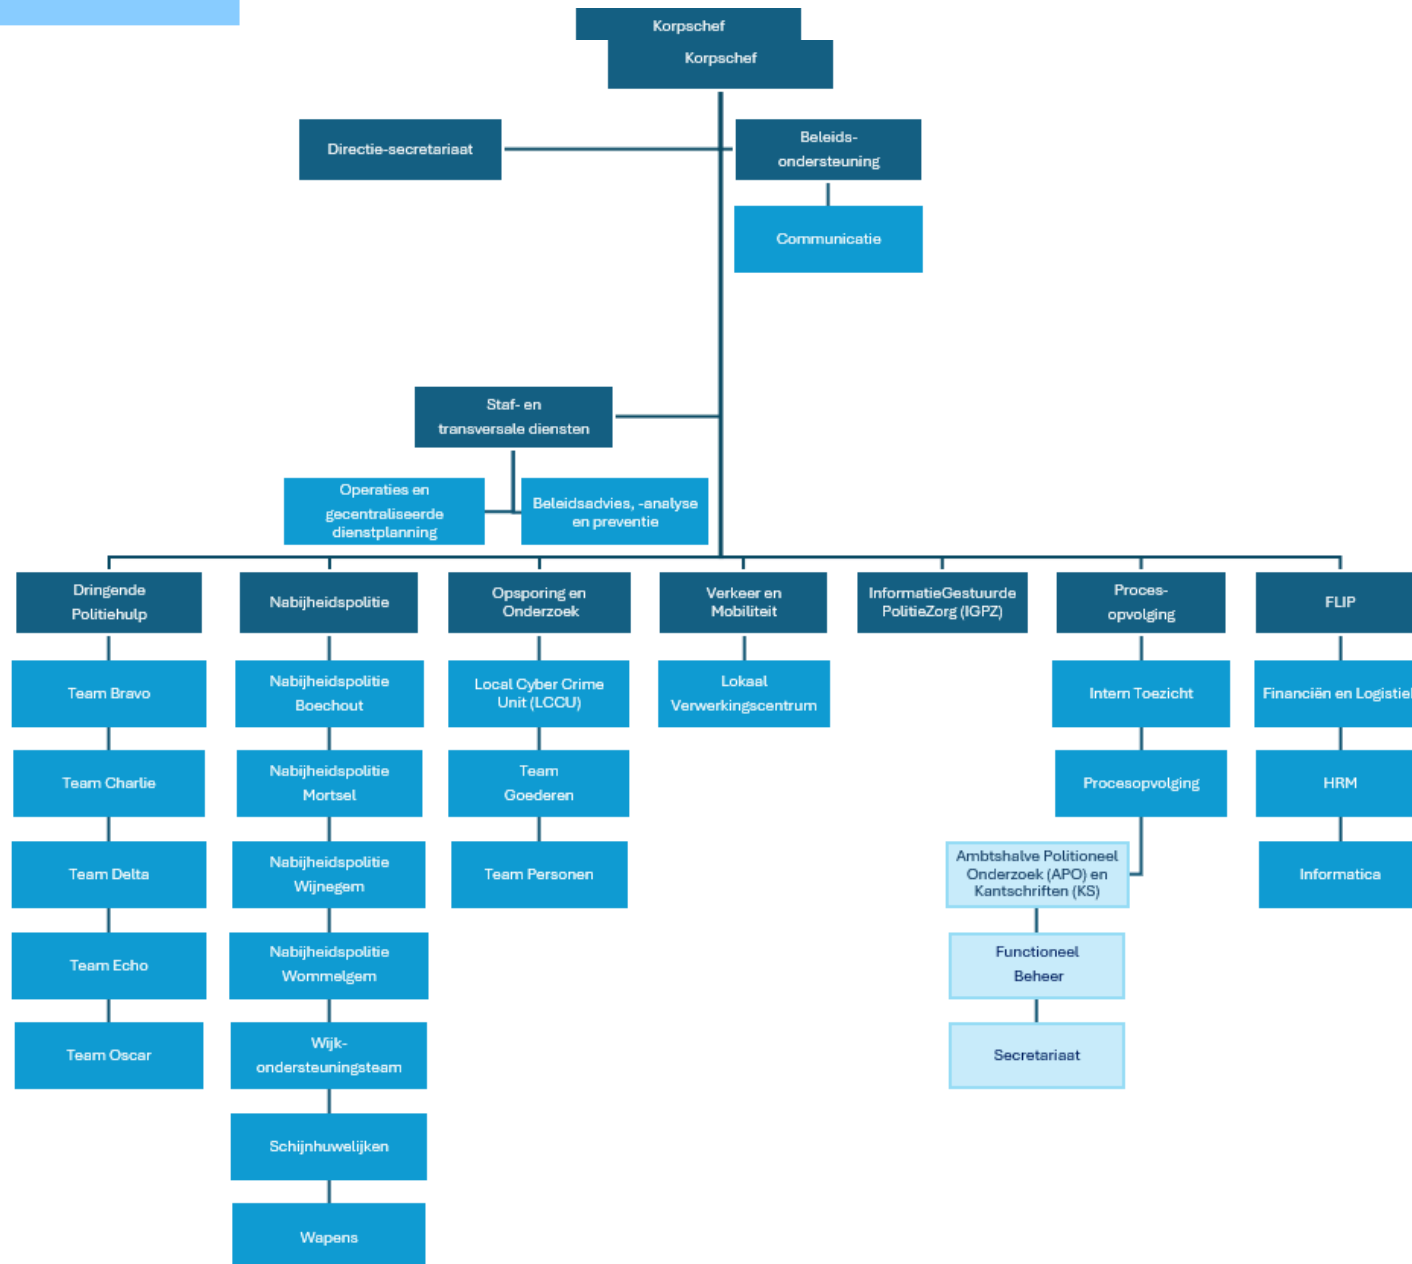 Korpschef
Korpschef
Directie-secretariaat
Beleids-
ondersteuning
Communicatie
Staf- en
transversale diensten
Operaties en
gecentraliseerde
dienstplanning
Beleidsadvies, -analyse
en preventie
Dringende
Politiehulp
Team Bravo
Team Charlie
Team Delta
Team Echo
Team Oscar
Nabijheidspolitie
Nabijheidspolitie
Boechout
Nabijheidspolitie
Mortsel
Nabijheidspolitie
Wijnegem
Nabijheidspolitie
Wommelgem
Wijk-
ondersteuningsteam
Schijnhuwelijken
Wapens
Opsporing en
Onderzoek
Local Cyber Crime
Unit (LCCU)
Team
Goederen
Team Personen
Verkeer en
Mobiliteit
Lokaal
Verwerkingscentrum
InformatieGestuurde
PolitieZorg (IGPZ)
Proces-
opvolging
Intern Toezicht
Procesopvolging
Ambtshalve Politioneel
Onderzoek (APO) en
Kantschriften (KS)
Functioneel
Beheer
Secretariaat
FLIP
Financiën en Logistiek
HRM
Informatica